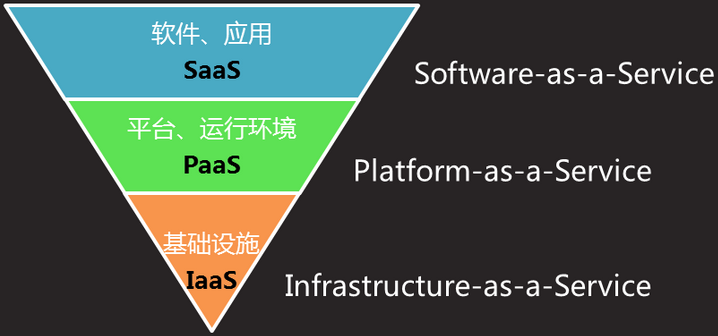 软件、应用
SaaS
Software-as-a-Service
平台、运行环境
PaaS
Platform-as-a-Service
基础设施
IaaS
Infrastructure-as-a-Service